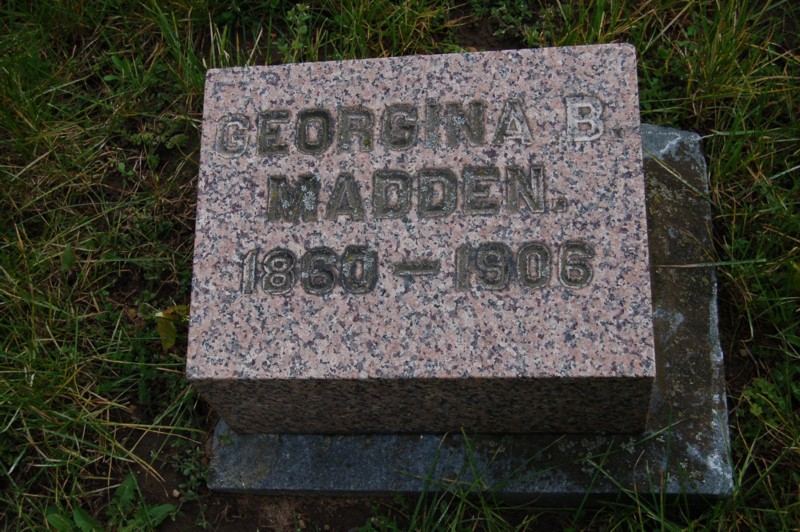 GEORGINA B
MADDEN.
1860 – 1906